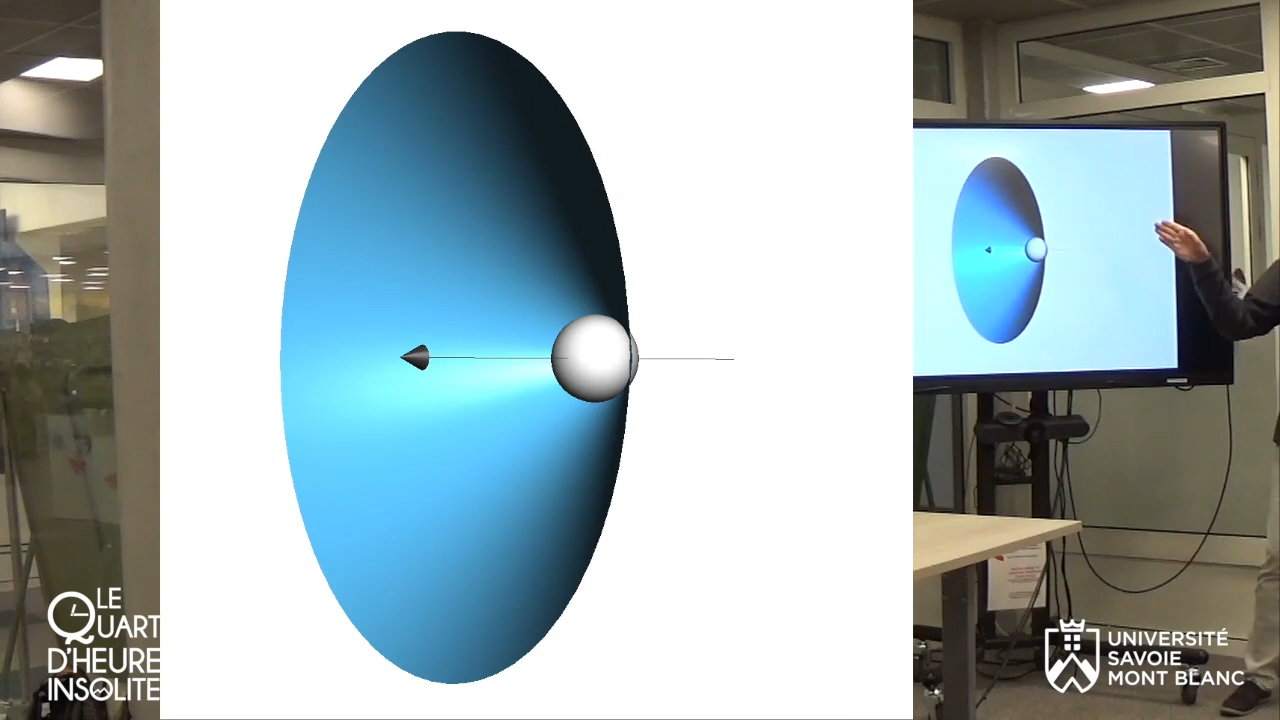 LE
QUART
D'HEURE
INSOLITE
UNIVERSITÉ
SAVOIE
MONT BLANC